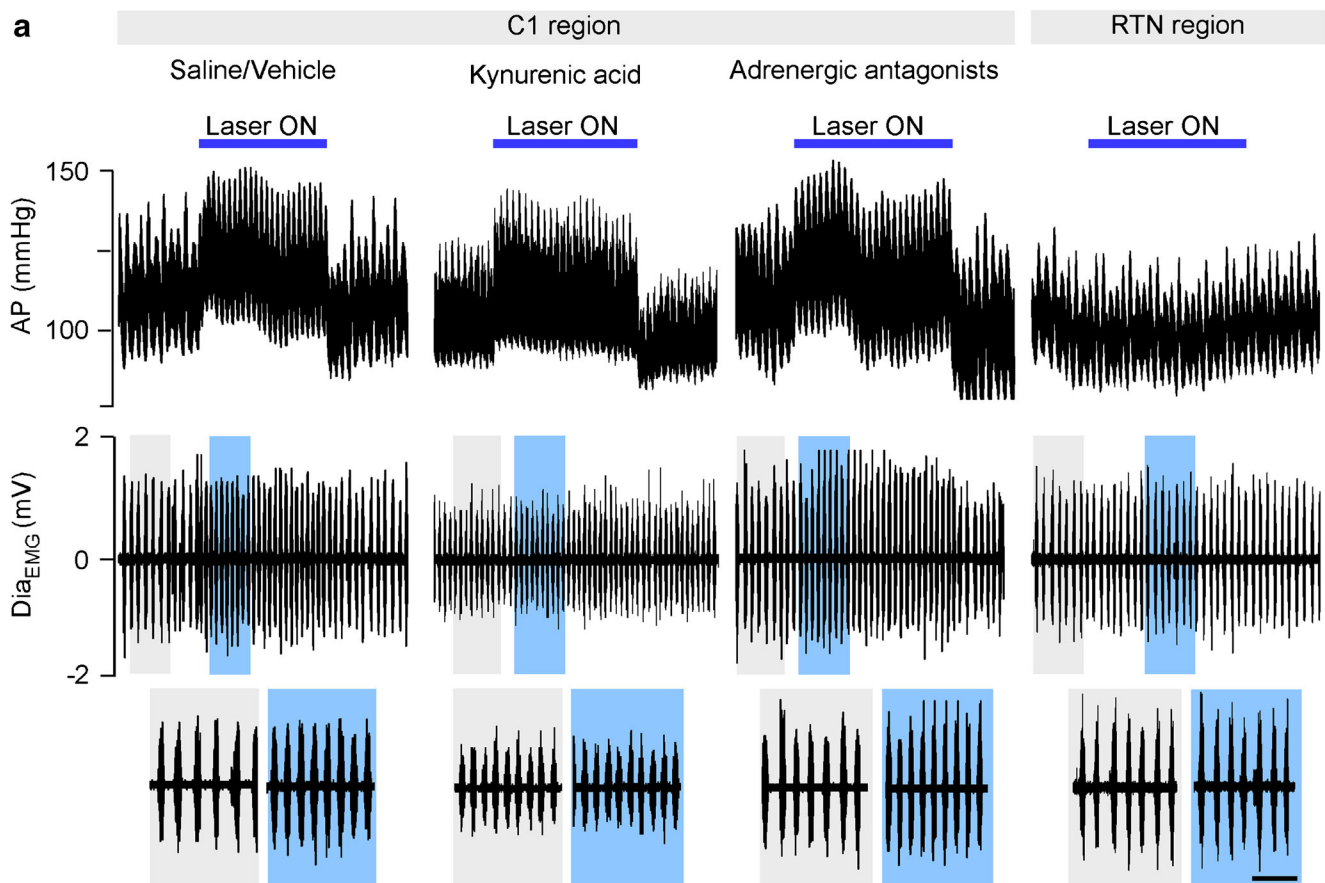 a
C1 region
RTN region
Saline/Vehicle
Kynurenic acid
Adrenergic antagonists
Laser ON
Laser ON
Laser ON
Laser ON
AP (mmHg)
150
100
Dia_EMG (mV)
2
0
-2